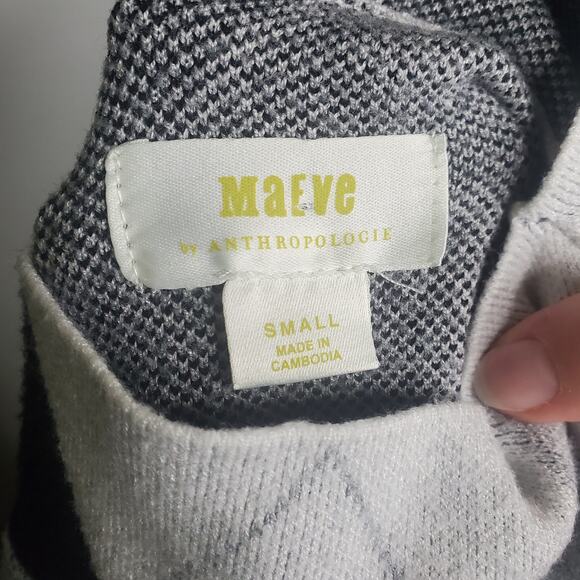 MaEve
by ANTHROPOLOGIE
SMALL
MADE IN
CAMBODIA